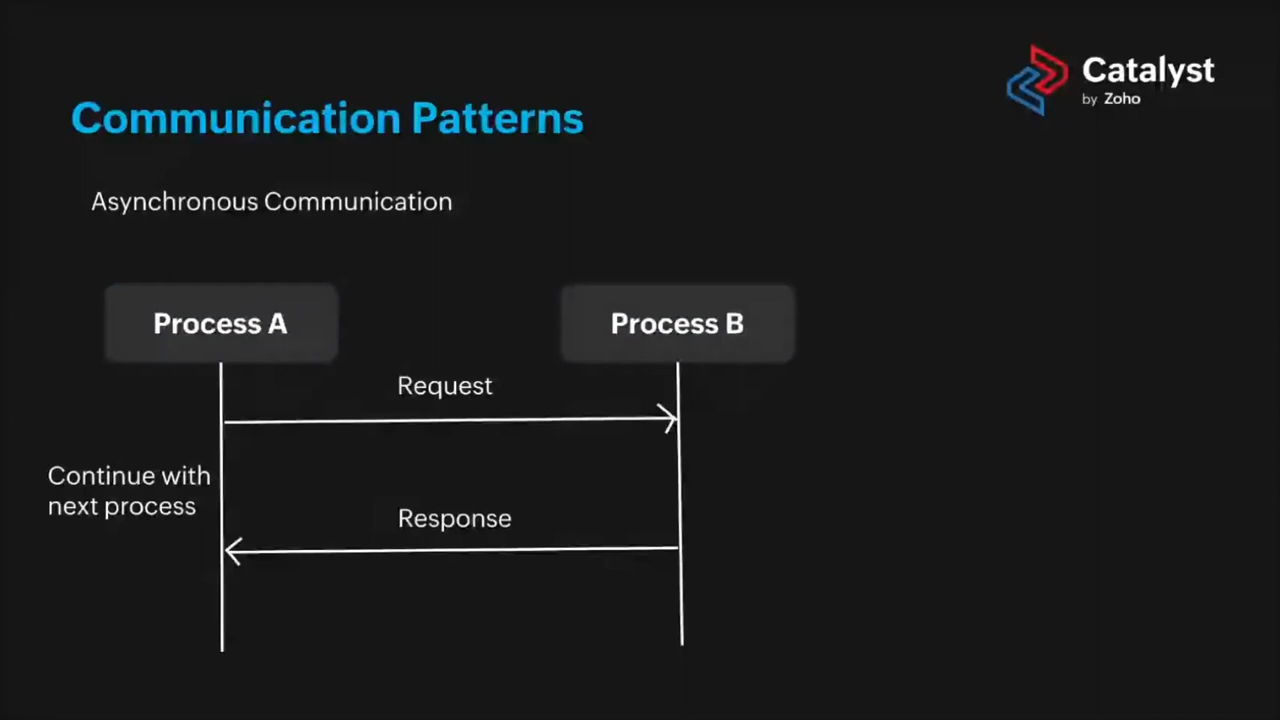 Catalyst
by Zoho
Communication Patterns
Asynchronous Communication
Process A
Process B
Request
Continue with
next process
Response